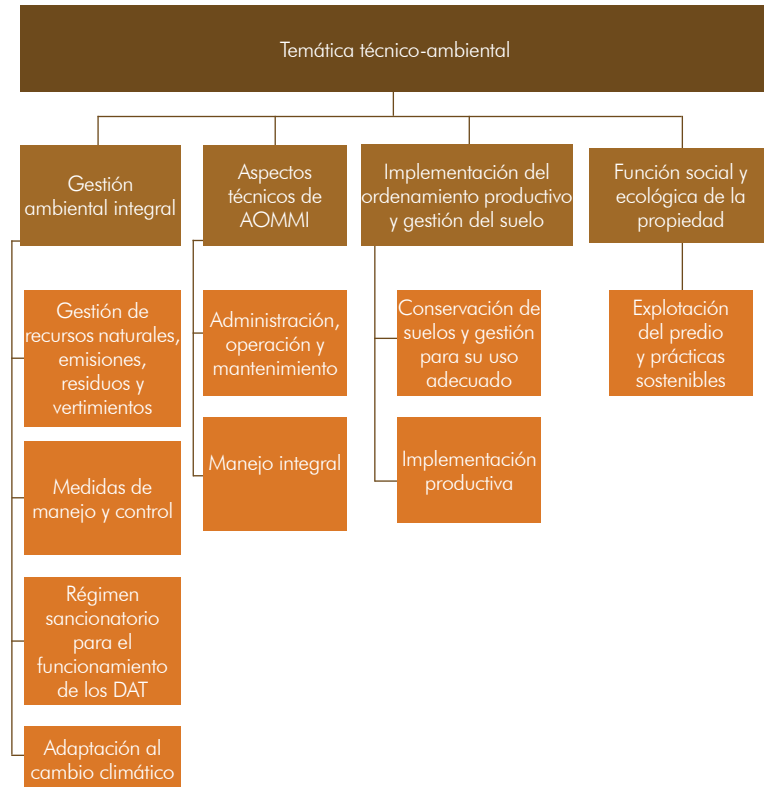 Temática técnico-ambiental
Gestión
ambiental integral
Gestión de
recursos naturales,
emisiones,
residuos y
vertimientos
Medidas de
manejo y control
Régimen
sancionatorio
para el
funcionamiento
de los DAT
Adaptación al
cambio climático
Aspectos
técnicos de
AOMMI
Administración,
operación y
mantenimiento
Manejo integral
Implementación del
ordenamiento productivo
y gestión del suelo
Conservación de
suelos y gestión
para su uso
adecuado
Implementación
productiva
Función social y
ecológica de la
propiedad
Explotación
del predio
y prácticas
sostenibles